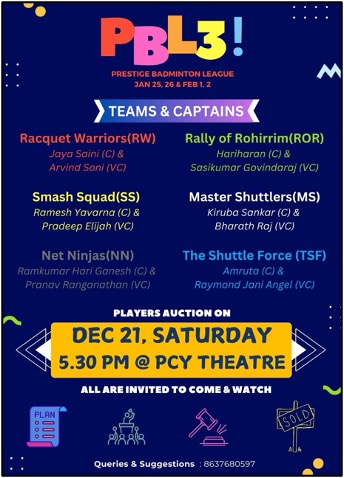 PBL3!
PRESTIGE BADMINTON LEAGUE
JAN 25, 26 & FEB 1, 2
TEAMS & CAPTAINS
Racquet Warriors(RW)
Jaya Saini (C) &
Arvind Soni (VC)
Rally of Rohirrim(ROR)
Hariharan (C) &
Sasikumar Govindaraj (VC)
Smash Squad(SS)
Ramesh Yavarna (C) &
Pradeep Elijah (VC)
Master Shuttlers(MS)
Kiruba Sankar (C) &
Bharath Raj (VC)
Net Ninjas(NN)
Ramkumar Hari Ganesh (C) &
Pranav Ranganathan (VC)
The Shuttle Force (TSF)
Amruta (C) &
Raymond Jani Angel (VC)
PLAYERS AUCTION ON
DEC 21, SATURDAY
5.30 PM @ PCY THEATRE
ALL ARE INVITED TO COME & WATCH
PLAN
SOLD
Queries & Suggestions : 8637680597